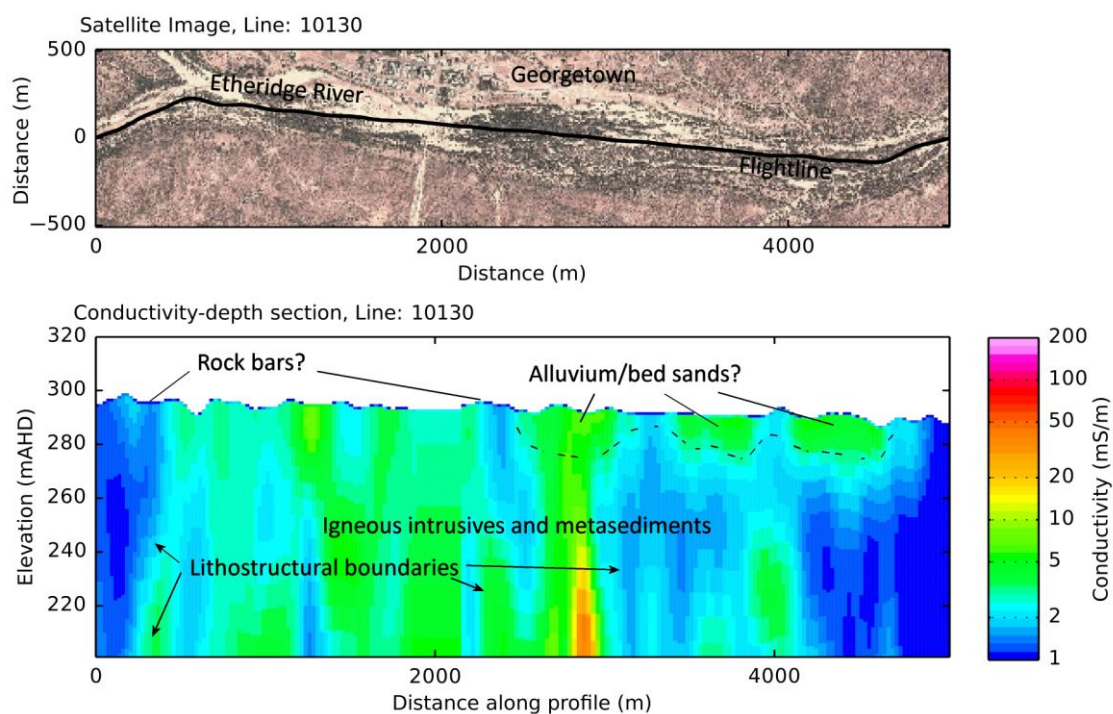 Satellite Image, Line: 10130
500
0
−500
Distance (m)
Etheridge River
Georgetown
Flightline
0
2000
4000
Distance (m)
Conductivity-depth section, Line: 10130
320
300
280
260
240
220
Elevation (mAHD)
Rock bars?
Alluvium/bed sands?
Igneous intrusives and metasediments
Lithostructural boundaries
0
2000
4000
Distance along profile (m)
200
100
50
20
10
5
2
1
Conductivity (mS/m)